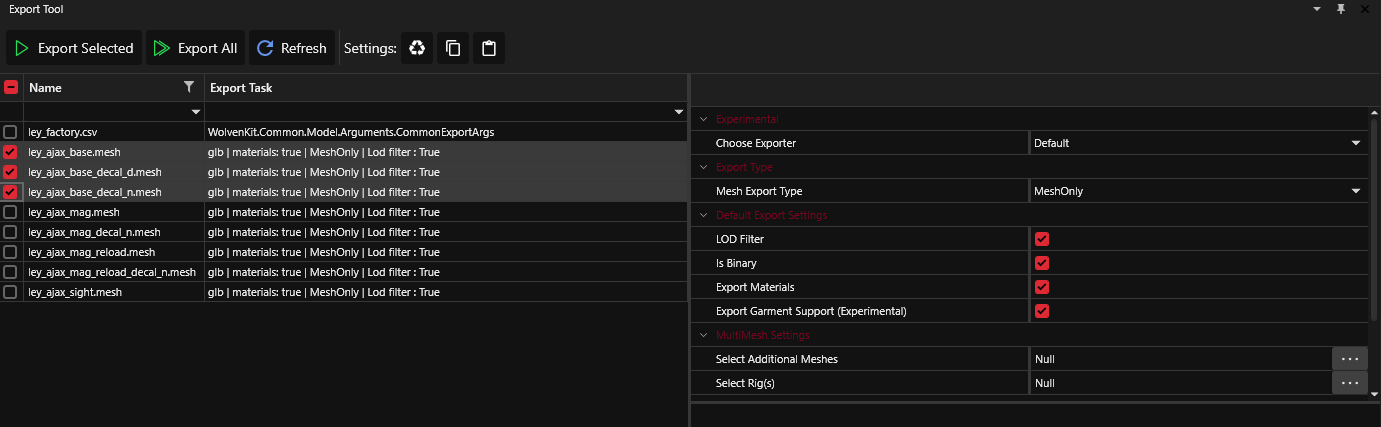 Export Tool
Export Selected Export All Refresh Settings:
Name Export Task
ley_factory.csv WolvenKit.Common.Model.Arguments.CommonExportArgs
ley_ajax_base.mesh glb | materials: true | MeshOnly | Lod filter : True
ley_ajax_base_decal_d.mesh glb | materials: true | MeshOnly | Lod filter : True
ley_ajax_base_decal_n.mesh glb | materials: true | MeshOnly | Lod filter : True
ley_ajax_mag.mesh glb | materials: true | MeshOnly | Lod filter : True
ley_ajax_mag_decal_n.mesh glb | materials: true | MeshOnly | Lod filter : True
ley_ajax_mag_reload.mesh glb | materials: true | MeshOnly | Lod filter : True
ley_ajax_mag_reload_decal_n.mesh glb | materials: true | MeshOnly | Lod filter : True
ley_ajax_sight.mesh glb | materials: true | MeshOnly | Lod filter : True
Experimental
Choose Exporter Default
Export Type
Mesh Export Type MeshOnly
Default Export Settings
LOD Filter
Is Binary
Export Materials
Export Garment Support (Experimental)
MultiMesh Settings
Select Additional Meshes Null ...
Select Rig(s) Null ...